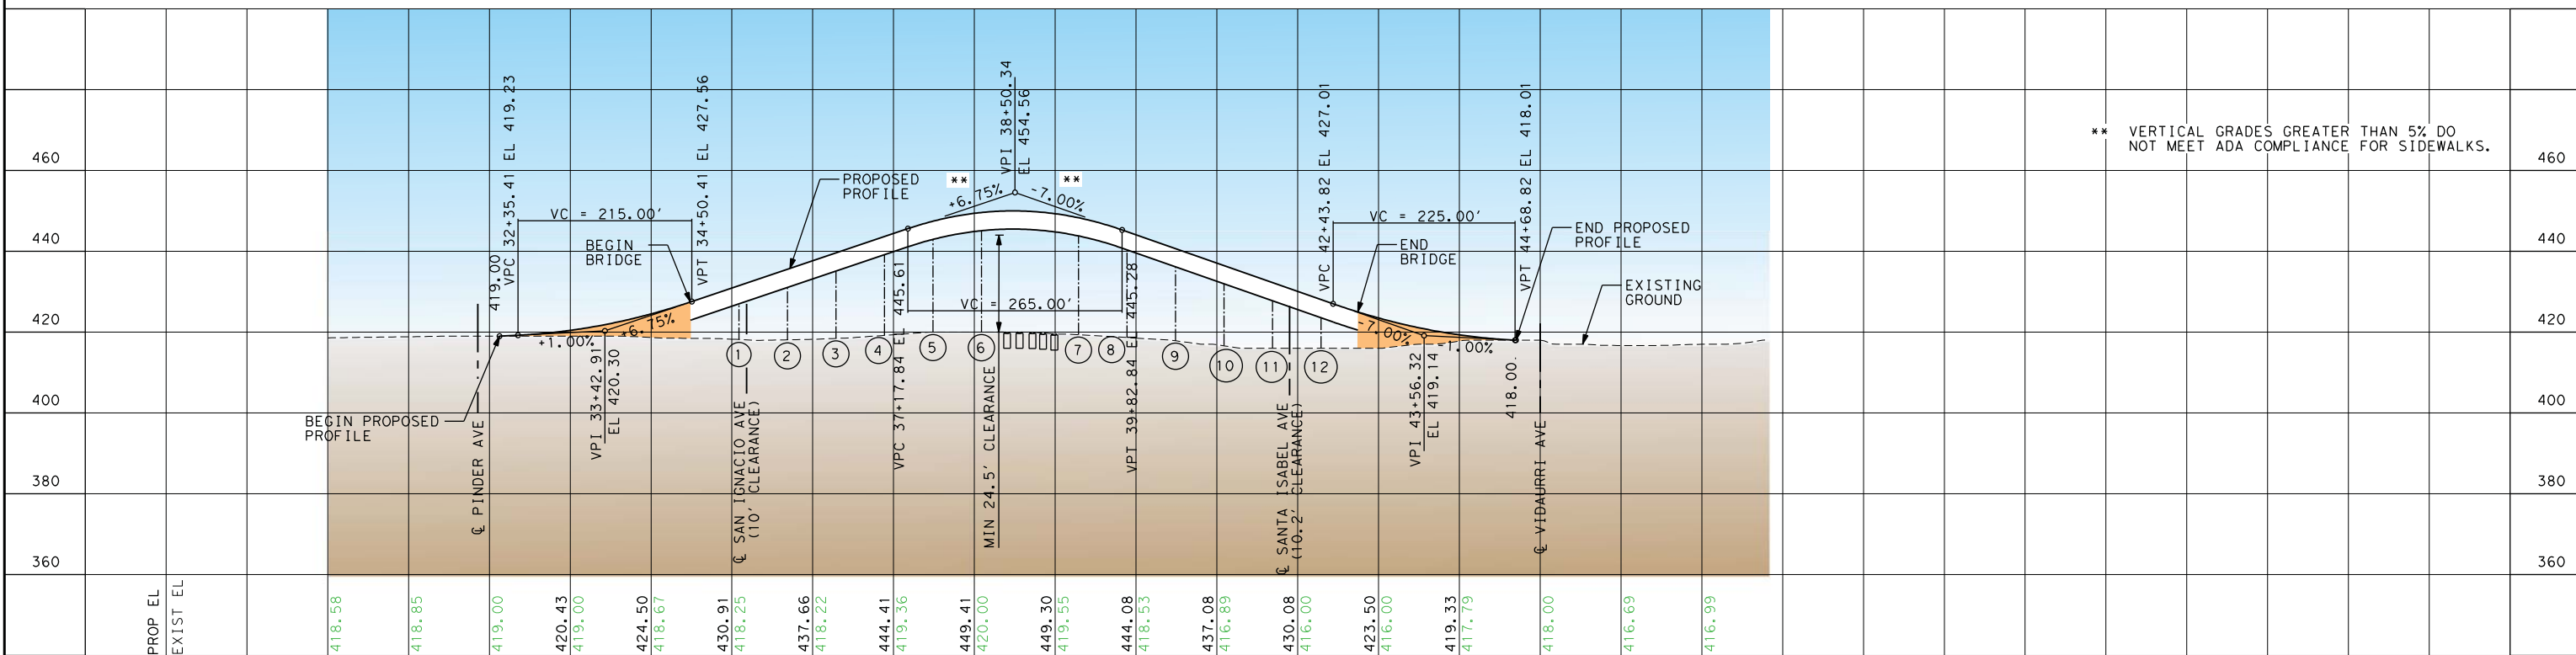 VPI 38+50.34
EL 454.56
VPC 32+35.41 EL 419.23
VPT 34+50.41 EL 427.56
VPC 42+43.82 EL 427.01
VPT 44+68.82 EL 418.01
** VERTICAL GRADES GREATER THAN 5% DO
NOT MEET ADA COMPLIANCE FOR SIDEWALKS.
460
460
PROPOSED
PROFILE
**
**
+6.75%
-7.00%
VC = 215.00'
VC = 225.00'
BEGIN
BRIDGE
END
BRIDGE
END PROPOSED
PROFILE
440
440
419.00
EXISTING
GROUND
VC = 265.00'
420
420
+1.00%
+6.75%
-7.00%
-1.00%
1
2
3
4
5
6
7
8
9
10
11
12
VPI 33+42.91
EL 420.30
VPC 37+17.84 EL 445.61
MIN 24.5' CLEARANCE
VPT 39+82.84 EL 445.28
VPI 43+56.32
EL 419.14
418.00
400
400
BEGIN PROPOSED
PROFILE
℄ PINDER AVE
℄ SAN IGNACIO AVE
(10' CLEARANCE)
℄ SANTA ISABEL AVE
(10.2' CLEARANCE)
℄ VIDAURRI AVE
380
380
360
360
PROP EL
EXIST EL
418.58
418.85
419.00
420.43
419.00
424.50
418.67
430.91
418.25
437.66
418.22
444.41
419.36
449.41
420.00
449.30
419.55
444.08
418.53
437.08
416.89
430.08
416.00
423.50
416.00
419.33
417.79
418.00
416.69
416.99